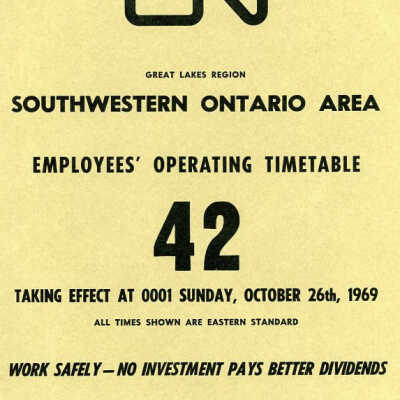 GREAT LAKES REGION
SOUTHWESTERN ONTARIO AREA
EMPLOYEES' OPERATING TIMETABLE
42
TAKING EFFECT AT 0001 SUNDAY, OCTOBER 26th, 1969
ALL TIMES SHOWN ARE EASTERN STANDARD
WORK SAFELY—NO INVESTMENT PAYS BETTER DIVIDENDS